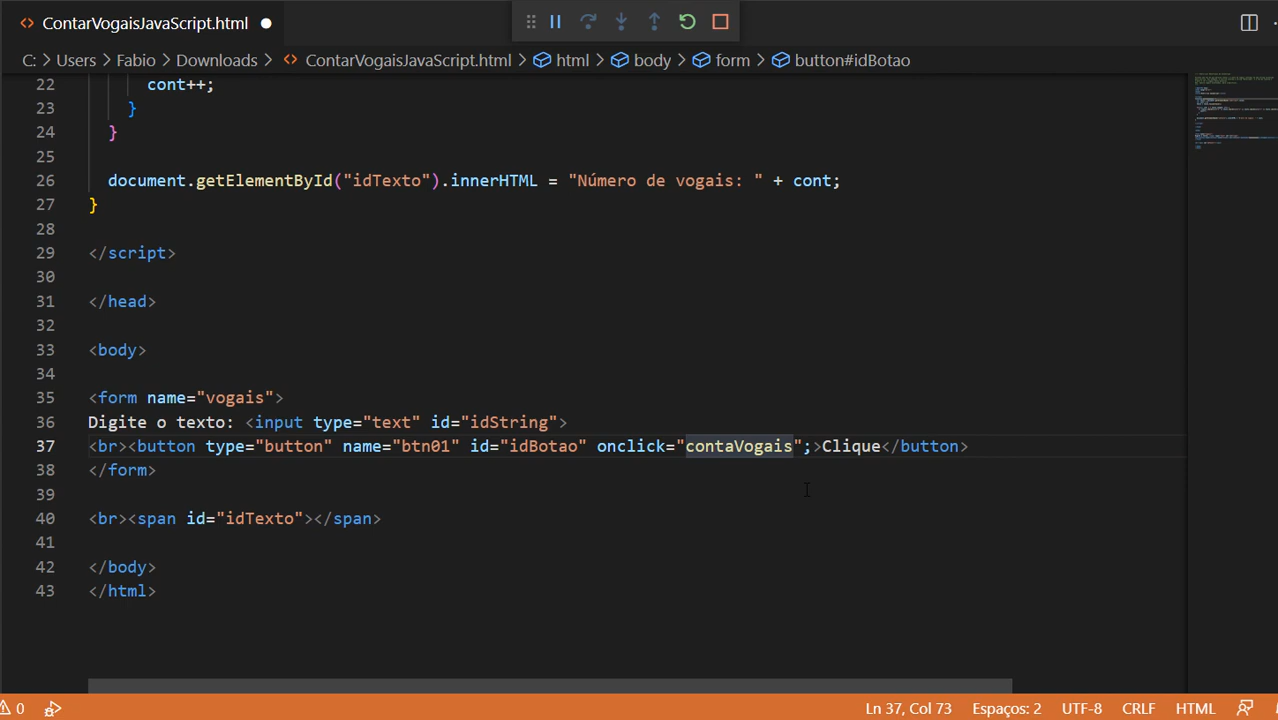 ContarVogaisJavaScript.html
C: > Users > Fabio > Downloads > ContarVogaisJavaScript.html > html > body > form > button#idBotao
22 cont++;
23 }
24 }
25
26 document.getElementById("idTexto").innerHTML = "Número de vogais: " + cont;
27 }
28
29 </script>
30
31 </head>
32
33 <body>
34
35 <form name="vogais">
36 Digite o texto: <input type="text" id="idString">
37 <br><button type="button" name="btn01" id="idBotao" onclick="contaVogais";>Clique</button>
38 </form>
39
40 <br><span id="idTexto"></span>
41
42 </body>
43 </html>
0 Ln 37, Col 73 Espaços: 2 UTF-8 CRLF HTML